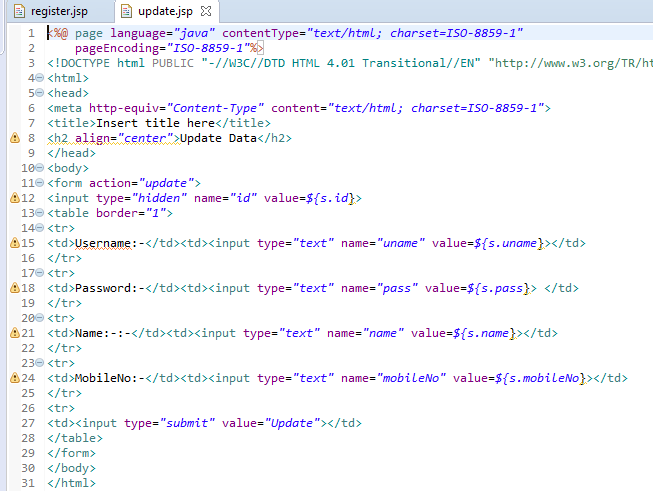 register.jsp
update.jsp
1 <%@ page language="java" contentType="text/html; charset=ISO-8859-1"
2 pageEncoding="ISO-8859-1"%>
3 <!DOCTYPE html PUBLIC "-//W3C//DTD HTML 4.01 Transitional//EN" "http://www.w3.org/TR/ht
4 <html>
5 <head>
6 <meta http-equiv="Content-Type" content="text/html; charset=ISO-8859-1">
7 <title>Insert title here</title>
8 <h2 align="center">Update Data</h2>
9 </head>
10 <body>
11 <form action="update">
12 <input type="hidden" name="id" value=${s.id}>
13 <table border="1">
14 <tr>
15 <td>Username:-</td><td><input type="text" name="uname" value=${s.uname}></td>
16 </tr>
17 <tr>
18 <td>Password:-</td><td><input type="text" name="pass" value=${s.pass}> </td>
19 </tr>
20 <tr>
21 <td>Name:-:-</td><td><input type="text" name="name" value=${s.name}></td>
22 </tr>
23 <tr>
24 <td>MobileNo:-</td><td><input type="text" name="mobileNo" value=${s.mobileNo}></td>
25 </tr>
26 <tr>
27 <td><input type="submit" value="Update"></td>
28 </table>
29 </form>
30 </body>
31 </html>